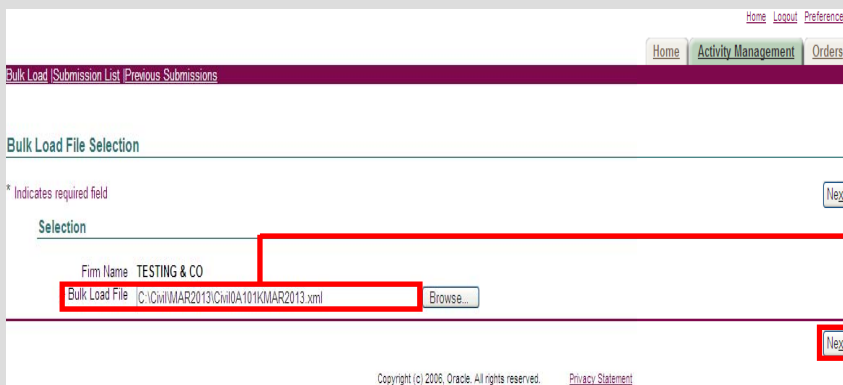 Home Logout Preference
Home Activity Management Orders
Bulk Load |Submission List |Previous Submissions
Bulk Load File Selection
* Indicates required field
Nex
Selection
Firm Name TESTING & CO
Bulk Load File C:\Civil\MAR2013\Civil0A101KMAR2013.xml Browse...
Nex
Copyright (c) 2006, Oracle. All rights reserved. Privacy Statement